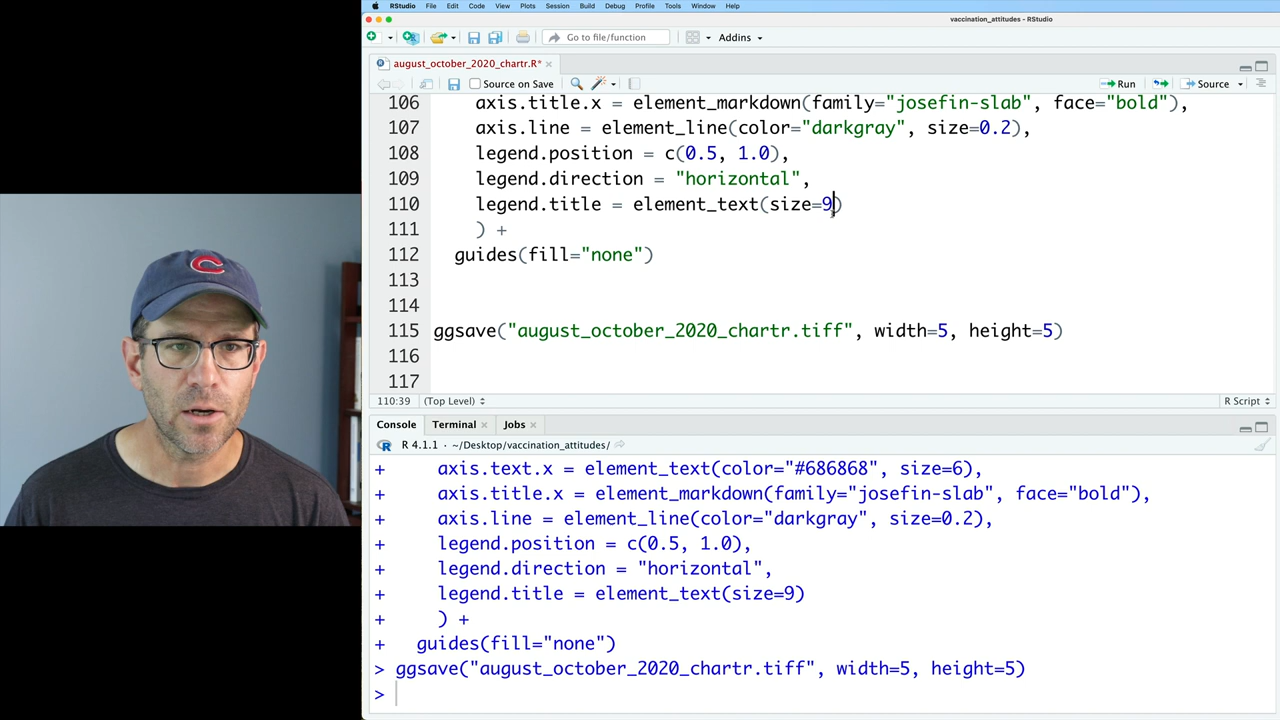 RStudio File Edit Code View Plots Session Build Debug Profile Tools Window Help
vaccination_attitudes - RStudio
Go to file/function Addins
august_october_2020_chartr.R*
Source on Save Run Source
106 axis.title.x = element_markdown(family="josefin-slab", face="bold"),
107 axis.line = element_line(color="darkgray", size=0.2),
108 legend.position = c(0.5, 1.0),
109 legend.direction = "horizontal",
110 legend.title = element_text(size=9)
111 ) +
112 guides(fill="none")
113
114
115 ggsave("august_october_2020_chartr.tiff", width=5, height=5)
116
117
110:39 (Top Level) R Script
Console Terminal Jobs
R 4.1.1 · ~/Desktop/vaccination_attitudes/
+ axis.text.x = element_text(color="#686868", size=6),
+ axis.title.x = element_markdown(family="josefin-slab", face="bold"),
+ axis.line = element_line(color="darkgray", size=0.2),
+ legend.position = c(0.5, 1.0),
+ legend.direction = "horizontal",
+ legend.title = element_text(size=9)
+ ) +
+ guides(fill="none")
> ggsave("august_october_2020_chartr.tiff", width=5, height=5)
>